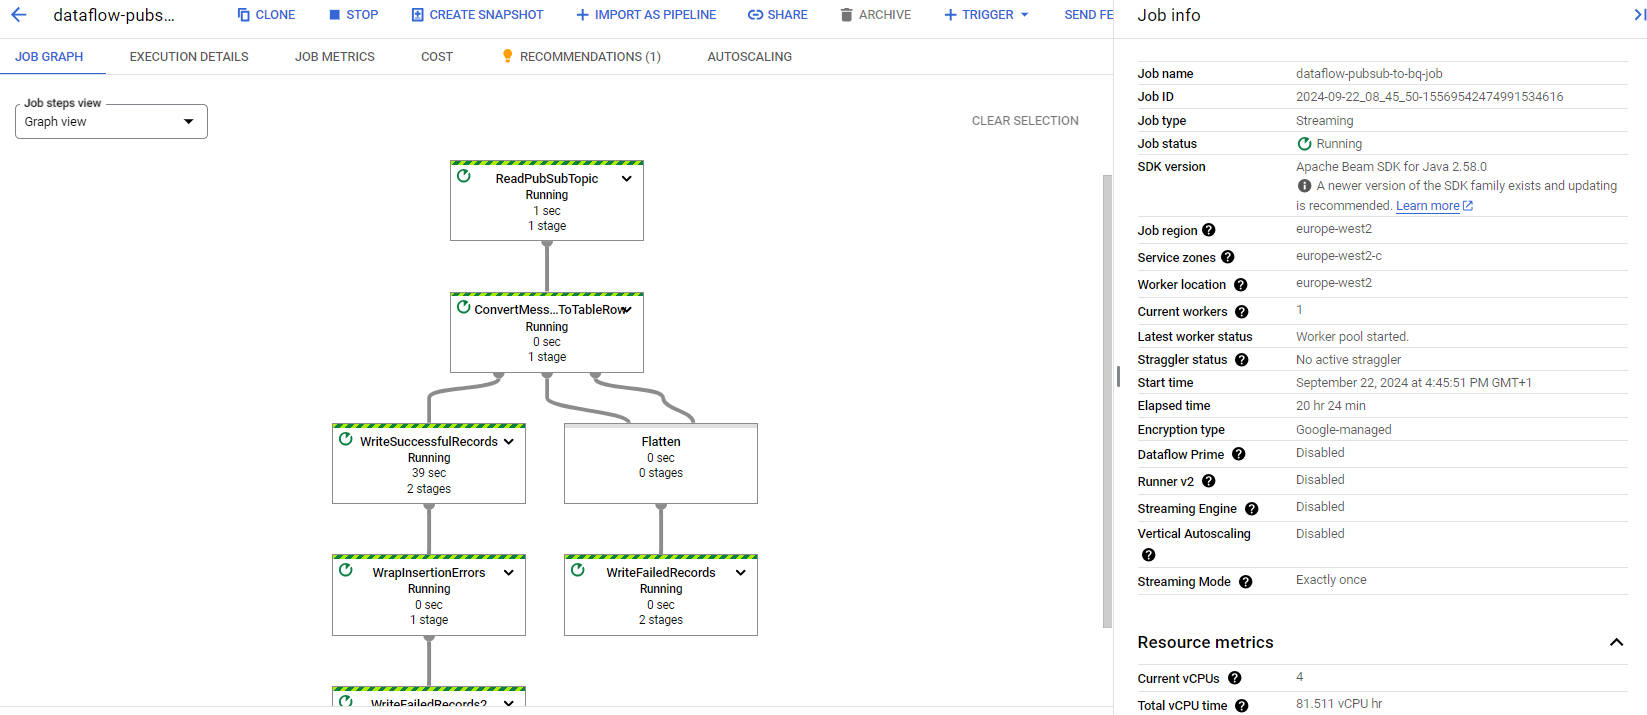 dataflow-pubs...
CLONE
STOP
CREATE SNAPSHOT
IMPORT AS PIPELINE
SHARE
ARCHIVE
TRIGGER
SEND FE
JOB GRAPH
EXECUTION DETAILS
JOB METRICS
COST
RECOMMENDATIONS (1)
AUTOSCALING
Job steps view
Graph view
CLEAR SELECTION
ReadPubSubTopic
Running
1 sec
1 stage
ConvertMess...ToTableRow
Running
0 sec
1 stage
WriteSuccessfulRecords
Running
39 sec
2 stages
Flatten
0 sec
0 stages
WrapInsertionErrors
Running
0 sec
1 stage
WriteFailedRecords
Running
0 sec
2 stages
WriteFailedRecords2
Job info
Job name dataflow-pubsub-to-bq-job
Job ID 2024-09-22_08_45_50-15569542474991534616
Job type Streaming
Job status Running
SDK version Apache Beam SDK for Java 2.58.0
A newer version of the SDK family exists and updating
is recommended. Learn more
Job region europe-west2
Service zones europe-west2-c
Worker location europe-west2
Current workers 1
Latest worker status Worker pool started.
Straggler status No active straggler
Start time September 22, 2024 at 4:45:51 PM GMT+1
Elapsed time 20 hr 24 min
Encryption type Google-managed
Dataflow Prime Disabled
Runner v2 Disabled
Streaming Engine Disabled
Vertical Autoscaling Disabled
Streaming Mode Exactly once
Resource metrics
Current vCPUs 4
Total vCPU time 81.511 vCPU hr